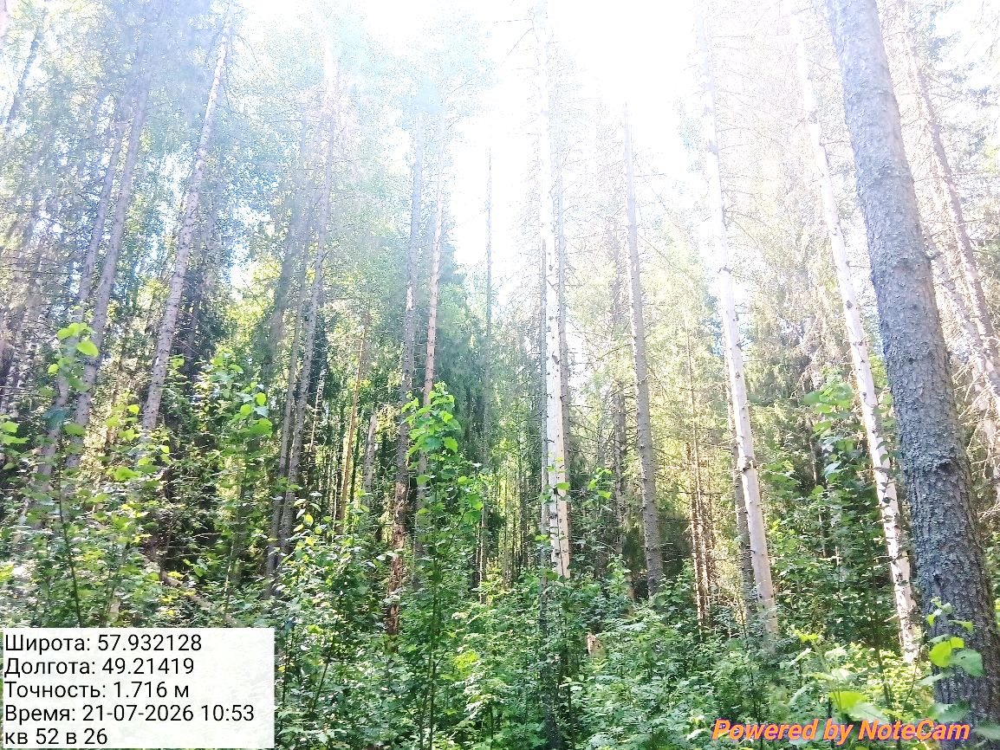 Широта: 57.932128
Долгота: 49.21419
Точность: 1.716 м
Время: 21-07-2026 10:53
кв 52 в 26
Powered by NoteCam